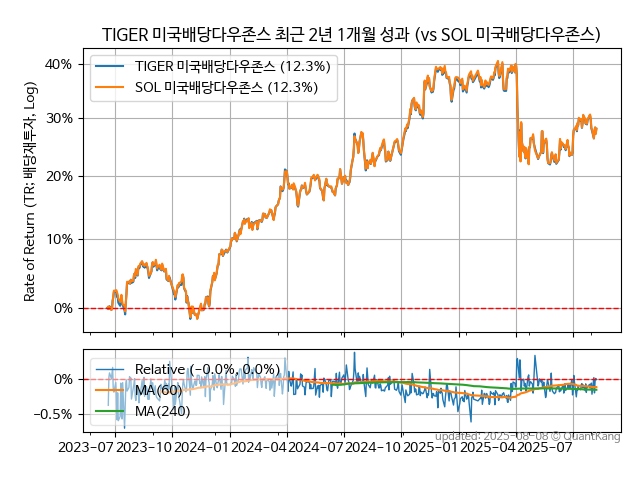 TIGER 미국배당다우존스 최근 2년 1개월 성과 (vs SOL 미국배당다우존스)
TIGER 미국배당다우존스 (12.3%)
SOL 미국배당다우존스 (12.3%)
Rate of Return (TR: 배당재투자, Log)
40%
30%
20%
10%
0%
Relative (−0.0%, 0.0%)
MA(60)
MA(240)
0%
−0.5%
2023-07 2023-10 2024-01 2024-04 2024-07 2024-10 2025-01 2025-04 2025-07
updated: 2025-08-08 © QuantKang